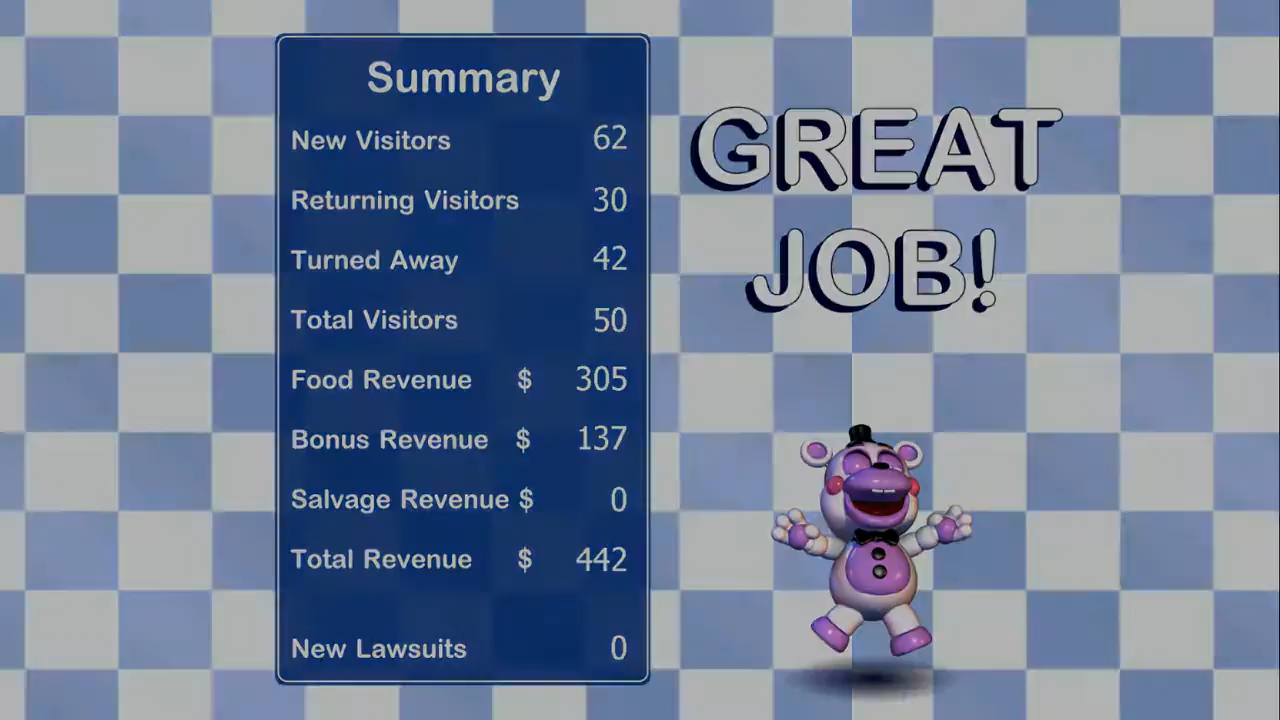 Summary
New Visitors 62
Returning Visitors 30
Turned Away 42
Total Visitors 50
Food Revenue $ 305
Bonus Revenue $ 137
Salvage Revenue $ 0
Total Revenue $ 442
New Lawsuits 0
GREAT
JOB!